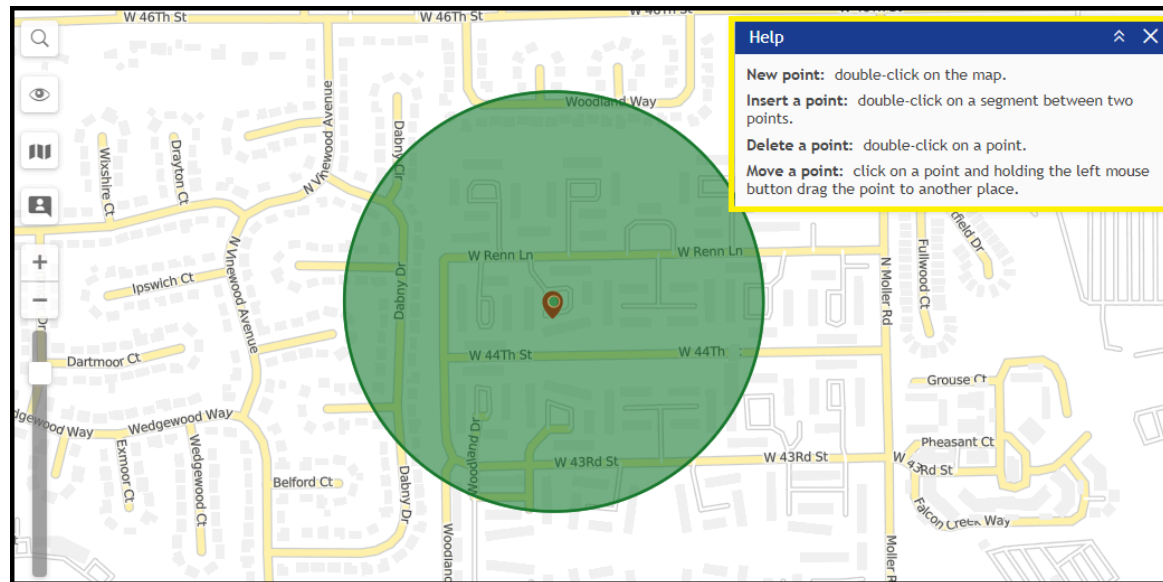 W 46Th St
W 46Th St
Help
New point: double-click on the map.
Insert a point: double-click on a segment between two
points.
Delete a point: double-click on a point.
Move a point: click on a point and holding the left mouse
button drag the point to another place.
Woodland Way
N Vinewood Avenue
Dabny Dr
Drayton Ct
Wixshire Ct
W Renn Ln
W Renn Ln
Fullwood Ct
N Moller Rd
N Vinewood Avenue
Dabny Dr
Ipswich Ct
Dr
W 44Th St
W 44Th
Dartmoor Ct
Grouse Ct
Wedgewood Way
Woodland Dr
Pheasant Ct
W 43Rd St
W 43Rd St
W 43Rd St
Exmoor Ct
Wedgewood Ct
Belford Ct
Dabny Dr
Falcon Creek Way
Woodlan
Moller Rd